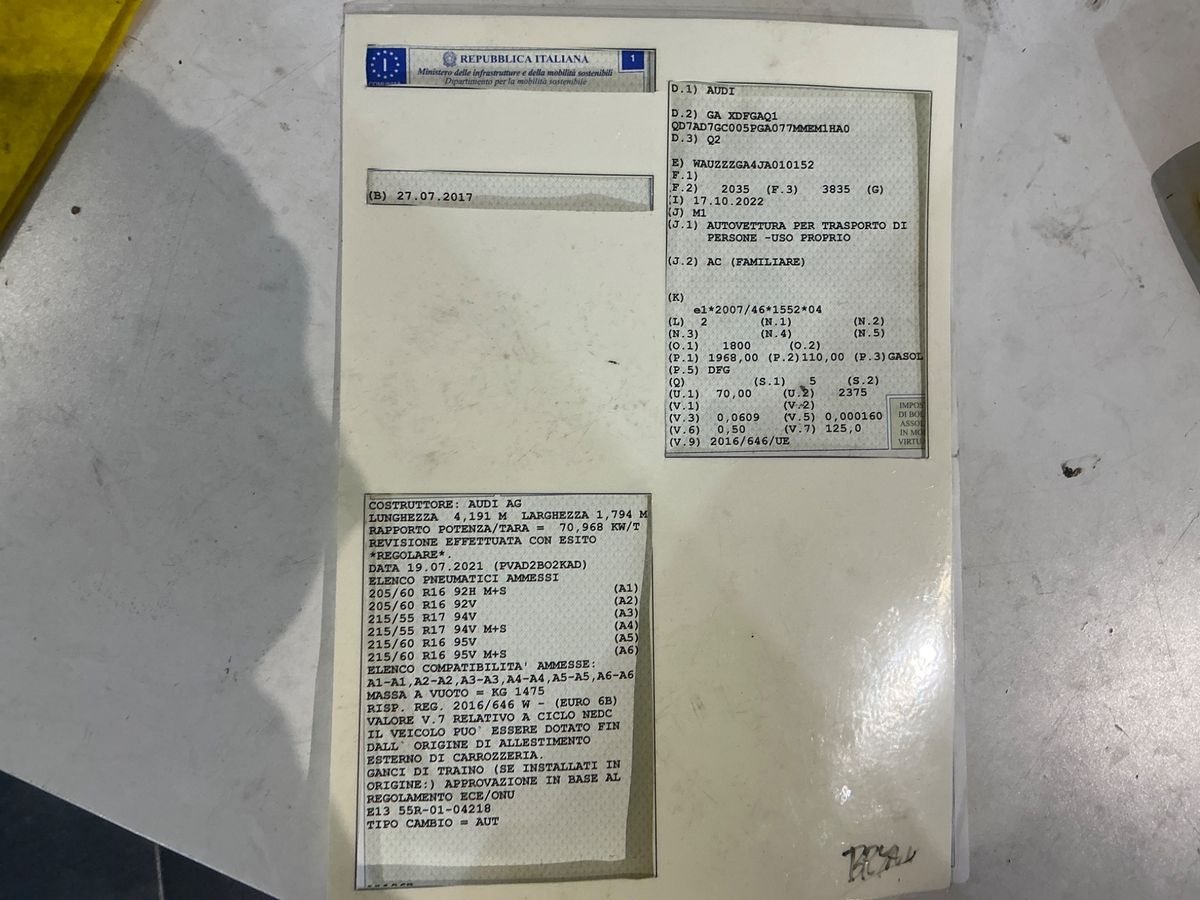 I
REPUBBLICA ITALIANA
1
Ministero delle infrastrutture e della mobilità sostenibili
Dipartimento per la mobilità sostenibile
(B) 27.07.2017
D.1) AUDI
D.2) GA XDFGAQ1
QD7AD7GC005PGA077MMEM1HA0
D.3) Q2
E) WAUZZZGA4JA010152
F.1)
F.2) 2035 (F.3) 3835 (G)
(I) 17.10.2022
(J) M1
(J.1) AUTOVETTURA PER TRASPORTO DI
PERSONE -USO PROPRIO
(J.2) AC (FAMILIARE)
(K)
e1*2007/46*1552*04
(L) 2 (N.1) (N.2)
(N.3) (N.4) (N.5)
(O.1) 1800 (O.2)
(P.1) 1968,00 (P.2)110,00 (P.3)GASOL
(P.5) DFG
(Q) (S.1) 5 (S.2)
(U.1) 70,00 (U.2) 2375
(V.1) (V.2)
(V.3) 0,0609 (V.5) 0,000160
(V.6) 0,50 (V.7) 125,0
(V.9) 2016/646/UE
IMPOS
DI BOL
ASSOL
IN MO
VIRTU
COSTRUTTORE: AUDI AG
LUNGHEZZA 4,191 M LARGHEZZA 1,794 M
RAPPORTO POTENZA/TARA = 70,968 KW/T
REVISIONE EFFETTUATA CON ESITO
*REGOLARE*.
DATA 19.07.2021 (PVAD2BO2KAD)
ELENCO PNEUMATICI AMMESSI
205/60 R16 92H M+S (A1)
205/60 R16 92V (A2)
215/55 R17 94V (A3)
215/55 R17 94V M+S (A4)
215/60 R16 95V (A5)
215/60 R16 95V M+S (A6)
ELENCO COMPATIBILITA' AMMESSE:
A1-A1,A2-A2,A3-A3,A4-A4,A5-A5,A6-A6
MASSA A VUOTO = KG 1475
RISP. REG. 2016/646 W - (EURO 6B)
VALORE V.7 RELATIVO A CICLO NEDC
IL VEICOLO PUO` ESSERE DOTATO FIN
DALL` ORIGINE DI ALLESTIMENTO
ESTERNO DI CARROZZERIA.
GANCI DI TRAINO (SE INSTALLATI IN
ORIGINE:) APPROVAZIONE IN BASE AL
REGOLAMENTO ECE/ONU
E13 55R-01-04218
TIPO CAMBIO = AUT